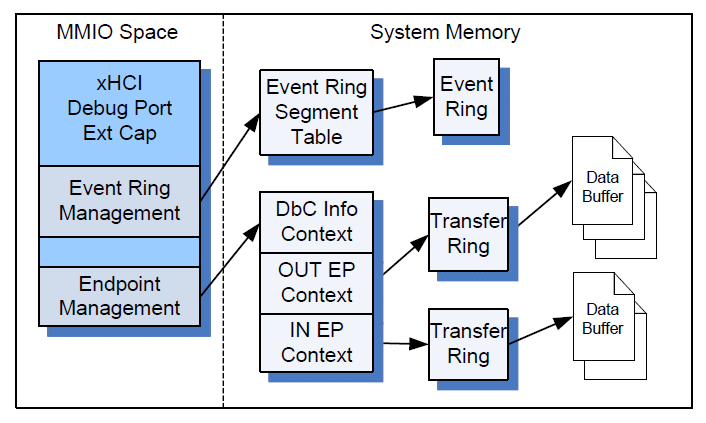 MMIO Space
System Memory
xHCI
Debug Port
Ext Cap
Event Ring
Management
Endpoint
Management
Event Ring
Segment
Table
Event
Ring
DbC Info
Context
OUT EP
Context
IN EP
Context
Transfer
Ring
Transfer
Ring
Data
Buffer
Data
Buffer